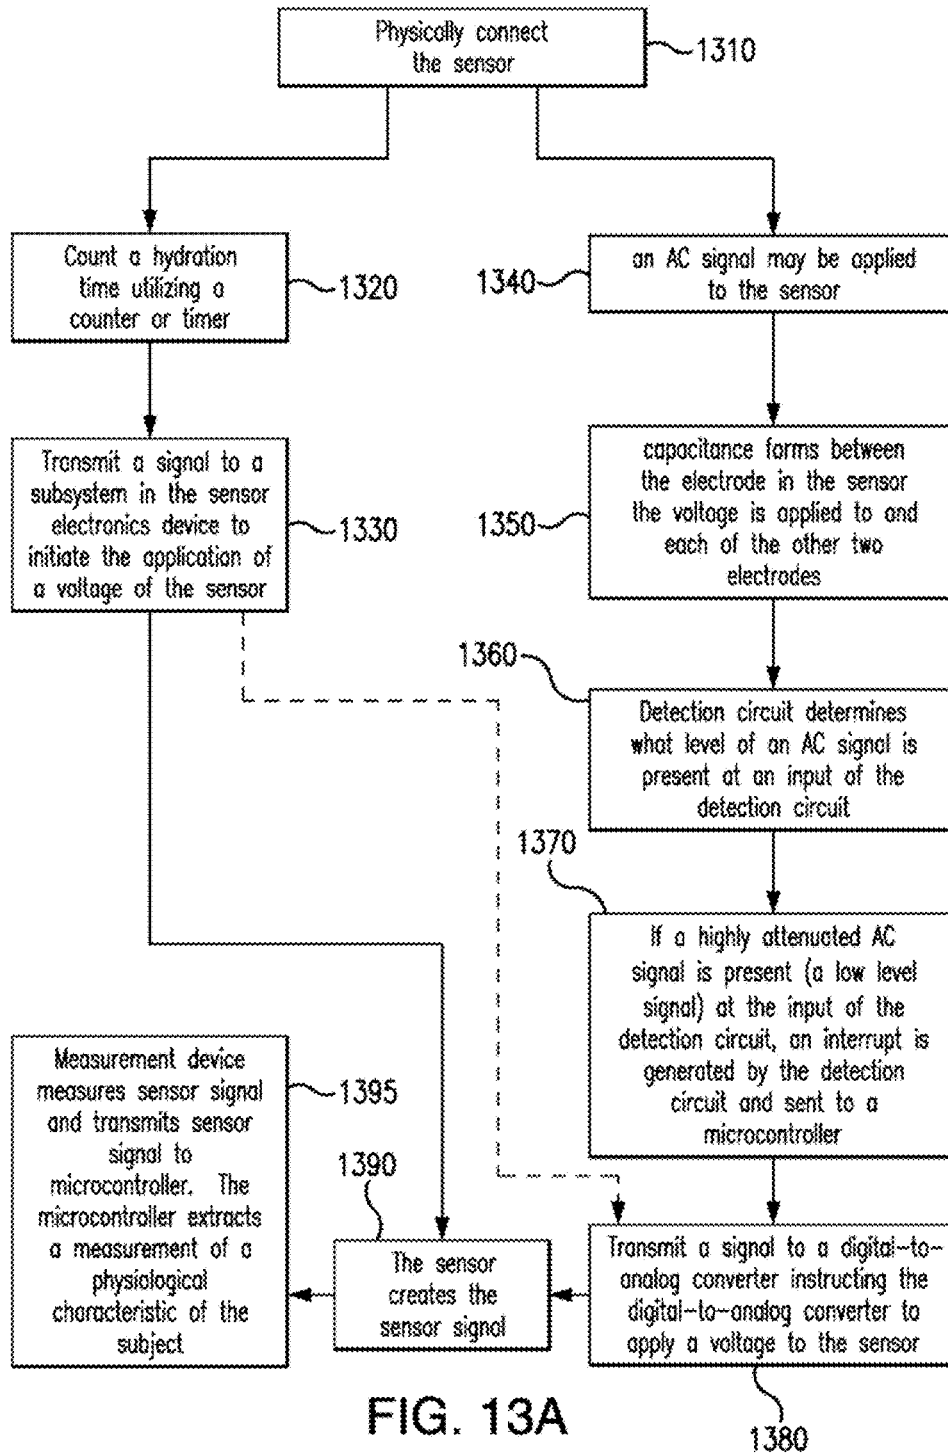 Physically connect
the sensor
1310
Count a hydration
time utilizing a
counter or timer
1320
1340
an AC signal may be applied
to the sensor
Transmit a signal to a
subsystem in the sensor
electronics device to
initiate the application of
a voltage of the sensor
1330
1350
capacitance forms between
the electrode in the sensor
the voltage is applied to and
each of the other two
electrodes
1360
Detection circuit determines
what level of an AC signal is
present at an input of the
detection circuit
1370
If a highly attenuated AC
signal is present (a low level
signal) at the input of the
detection circuit, an interrupt is
generated by the detection
circuit and sent to a
microcontroller
Measurement device
measures sensor signal
and transmits sensor
signal to
microcontroller. The
microcontroller extracts
a measurement of a
physialogical
characteristic of the
subject
1395
1390
The sensor
creates the
sensor signal
Transmit a signal to a digital-to-
analog converter instructing the
digital-to-analog converter to
apply a voltage to the sensor
1380
FIG. 13A